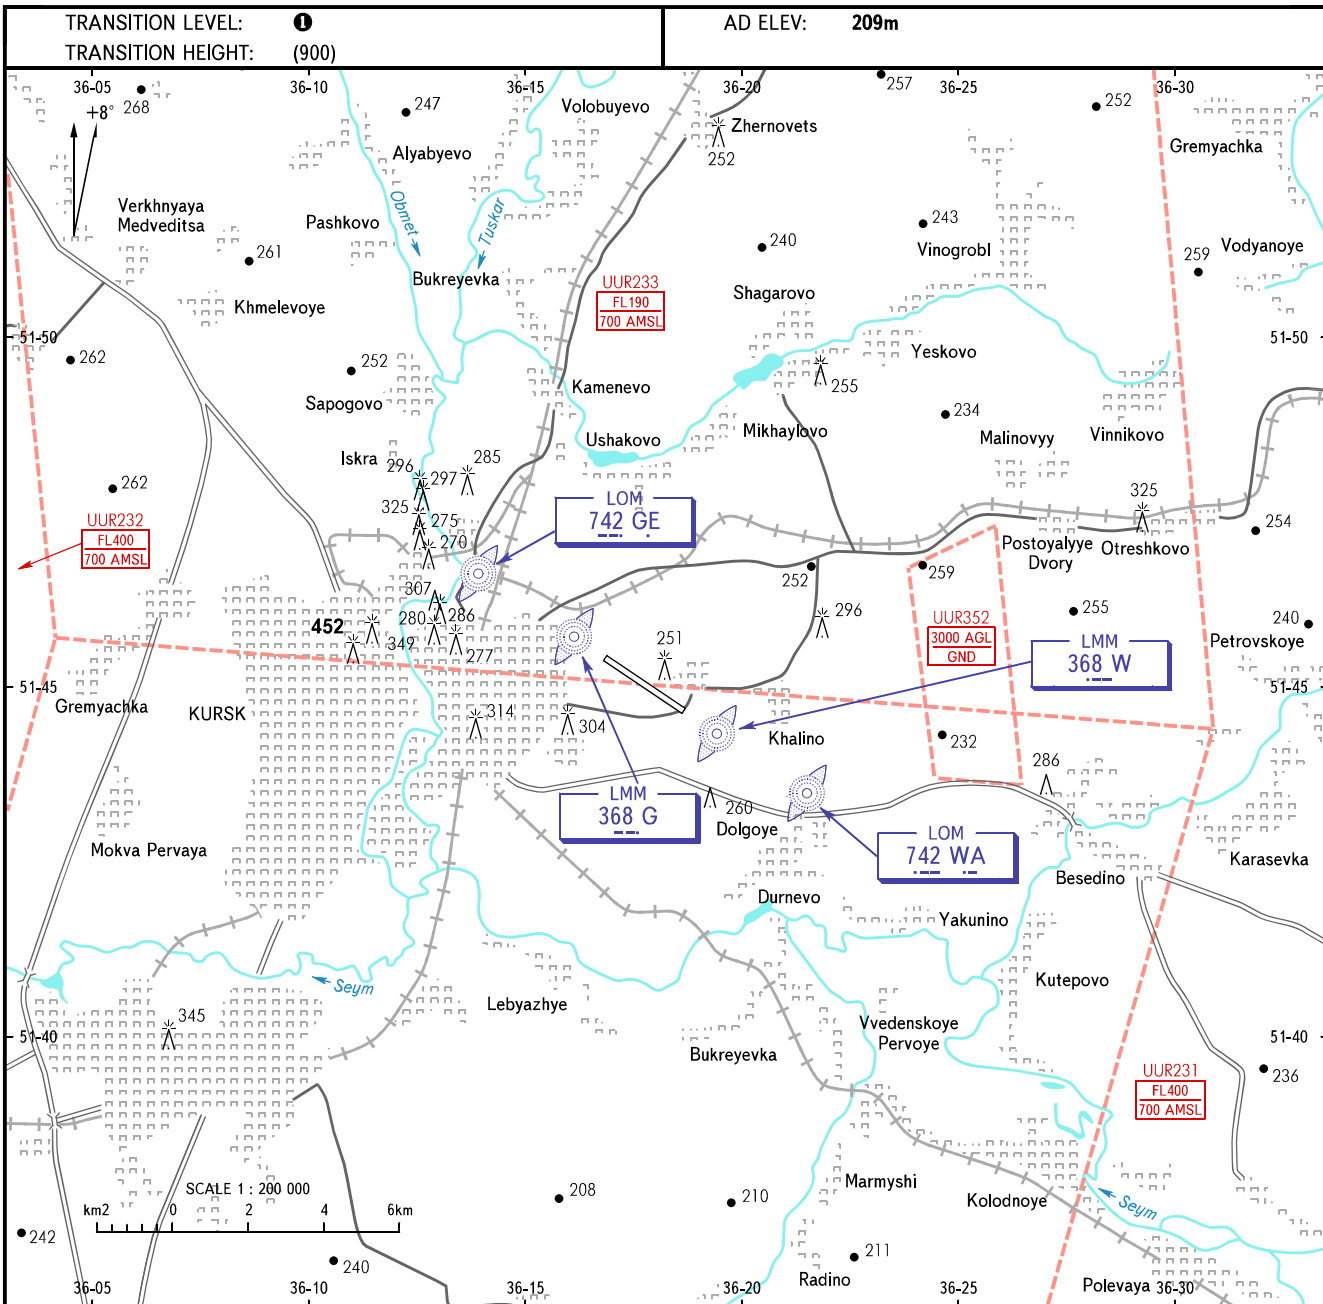 TRANSITION LEVEL: ❶
AD ELEV: 209m
TRANSITION HEIGHT: (900)
36-05
36-10
36-15
36-20
36-25
36-30
+8°
268
247
Volobuyevo
257
252
Zhernovets
252
Gremyachka
Alyabyevo
Verkhnyaya
Medveditsa
Pashkovo
Obmet
Tuskar
243
Vinogrobl
240
259
Vodyanoye
261
Bukreyevka
Khmelevoye
UUR233
FL190
700 AMSL
Shagarovo
51-50
51-50
262
252
Kamenevo
Yeskovo
255
Sapogovo
234
Ushakovo
Mikhaylovo
Malinovyy
Vinnikovo
Iskra
296
297
285
262
325
275
270
LOM
742 GE
325
254
UUR232
FL400
700 AMSL
Postoyalyye
Dvory
Otreshkovo
252
259
307
280
286
296
255
240
452
349
277
251
UUR352
3000 AGL
GND
LMM
368 W
Petrovskoye
51-45
51-45
Gremyachka
KURSK
314
304
Khalino
232
286
LMM
368 G
260
Dolgoye
LOM
742 WA
Mokva Pervaya
Karasevka
Besedino
Durnevo
Yakunino
Seym
Lebyazhye
Kutepovo
345
Vvedenskoye
Pervoye
51-40
51-40
Bukreyevka
UUR231
FL400
700 AMSL
236
SCALE 1 : 200 000
km2 0 2 4 6km
208
210
Marmyshi
Kolodnoye
Seym
242
240
211
Radino
Polevaya
36-05
36-10
36-15
36-20
36-25
36-30